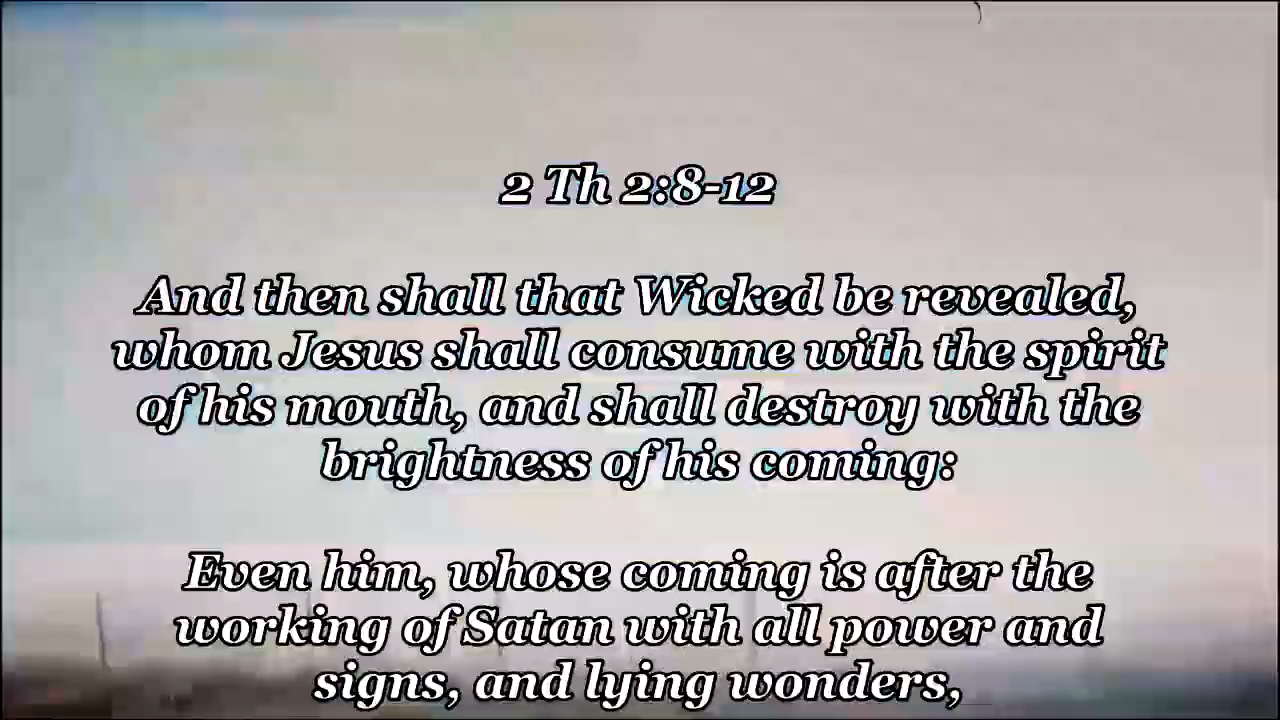 2 Th 2:8-12
And then shall that Wicked be revealed,
whom Jesus shall consume with the spirit
of his mouth, and shall destroy with the
brightness of his coming:
Even him, whose coming is after the
working of Satan with all power and
signs, and lying wonders,